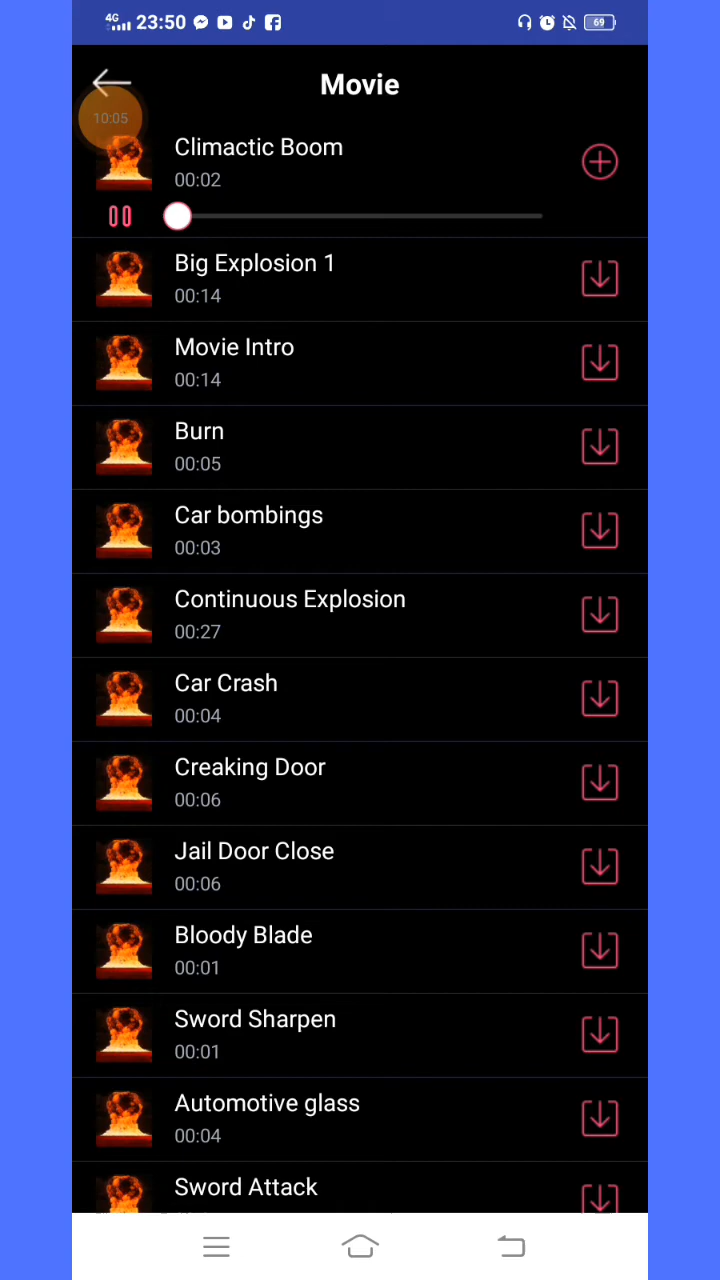 4G 23:50 69
Movie
10:05
Climactic Boom
00:02
Big Explosion 1
00:14
Movie Intro
00:14
Burn
00:05
Car bombings
00:03
Continuous Explosion
00:27
Car Crash
00:04
Creaking Door
00:06
Jail Door Close
00:06
Bloody Blade
00:01
Sword Sharpen
00:01
Automotive glass
00:04
Sword Attack